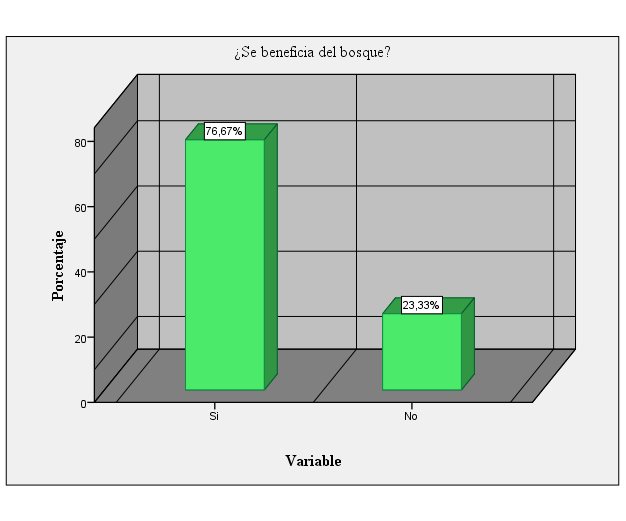 ¿Se beneficia del bosque?
76,67%
23,33%
80
60
40
20
0
Porcentaje
Si
No
Variable